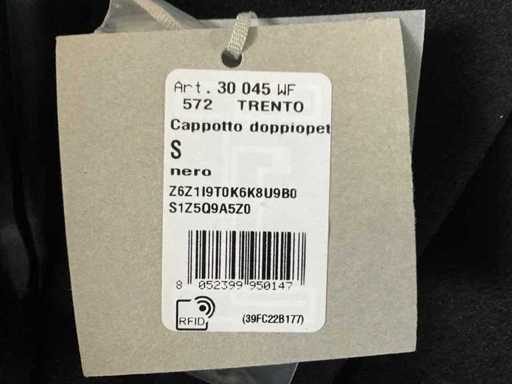 Art. 30 045 WF
572 TRENTO
Cappotto doppiopet
S
nero
Z6Z1I9T0K6K8U9B0
S1Z5Q9A5Z0
8 052399 950147
RFID
(39FC22B177)